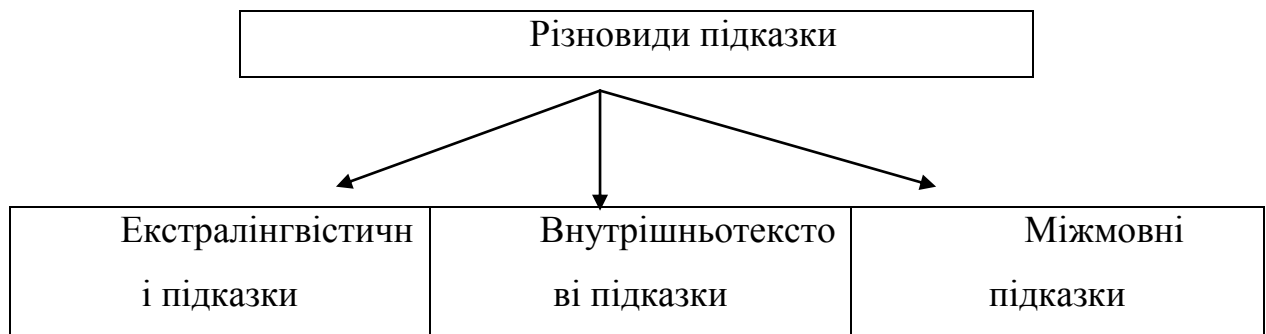 Різновиди підказки
Екстралінгвістичн
і підказки
Внутрішньотексто
ві підказки
Міжмовні
підказки